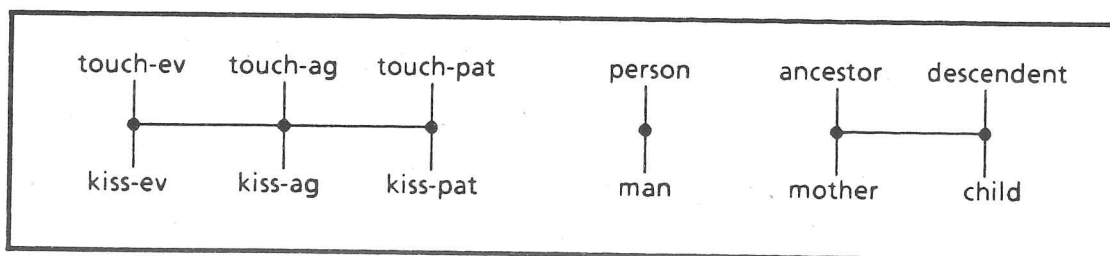 touch-ev touch-ag touch-pat person ancestor descendent
kiss-ev kiss-ag kiss-pat man mother child